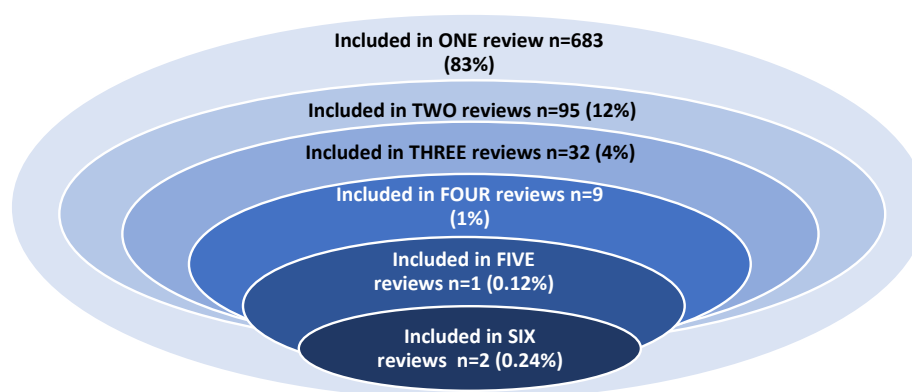 Included in ONE review n=683
(83%)
Included in TWO reviews n=95 (12%)
Included in THREE reviews n=32 (4%)
Included in FOUR reviews n=9
(1%)
Included in FIVE
reviews n=1 (0.12%)
Included in SIX
reviews n=2 (0.24%)